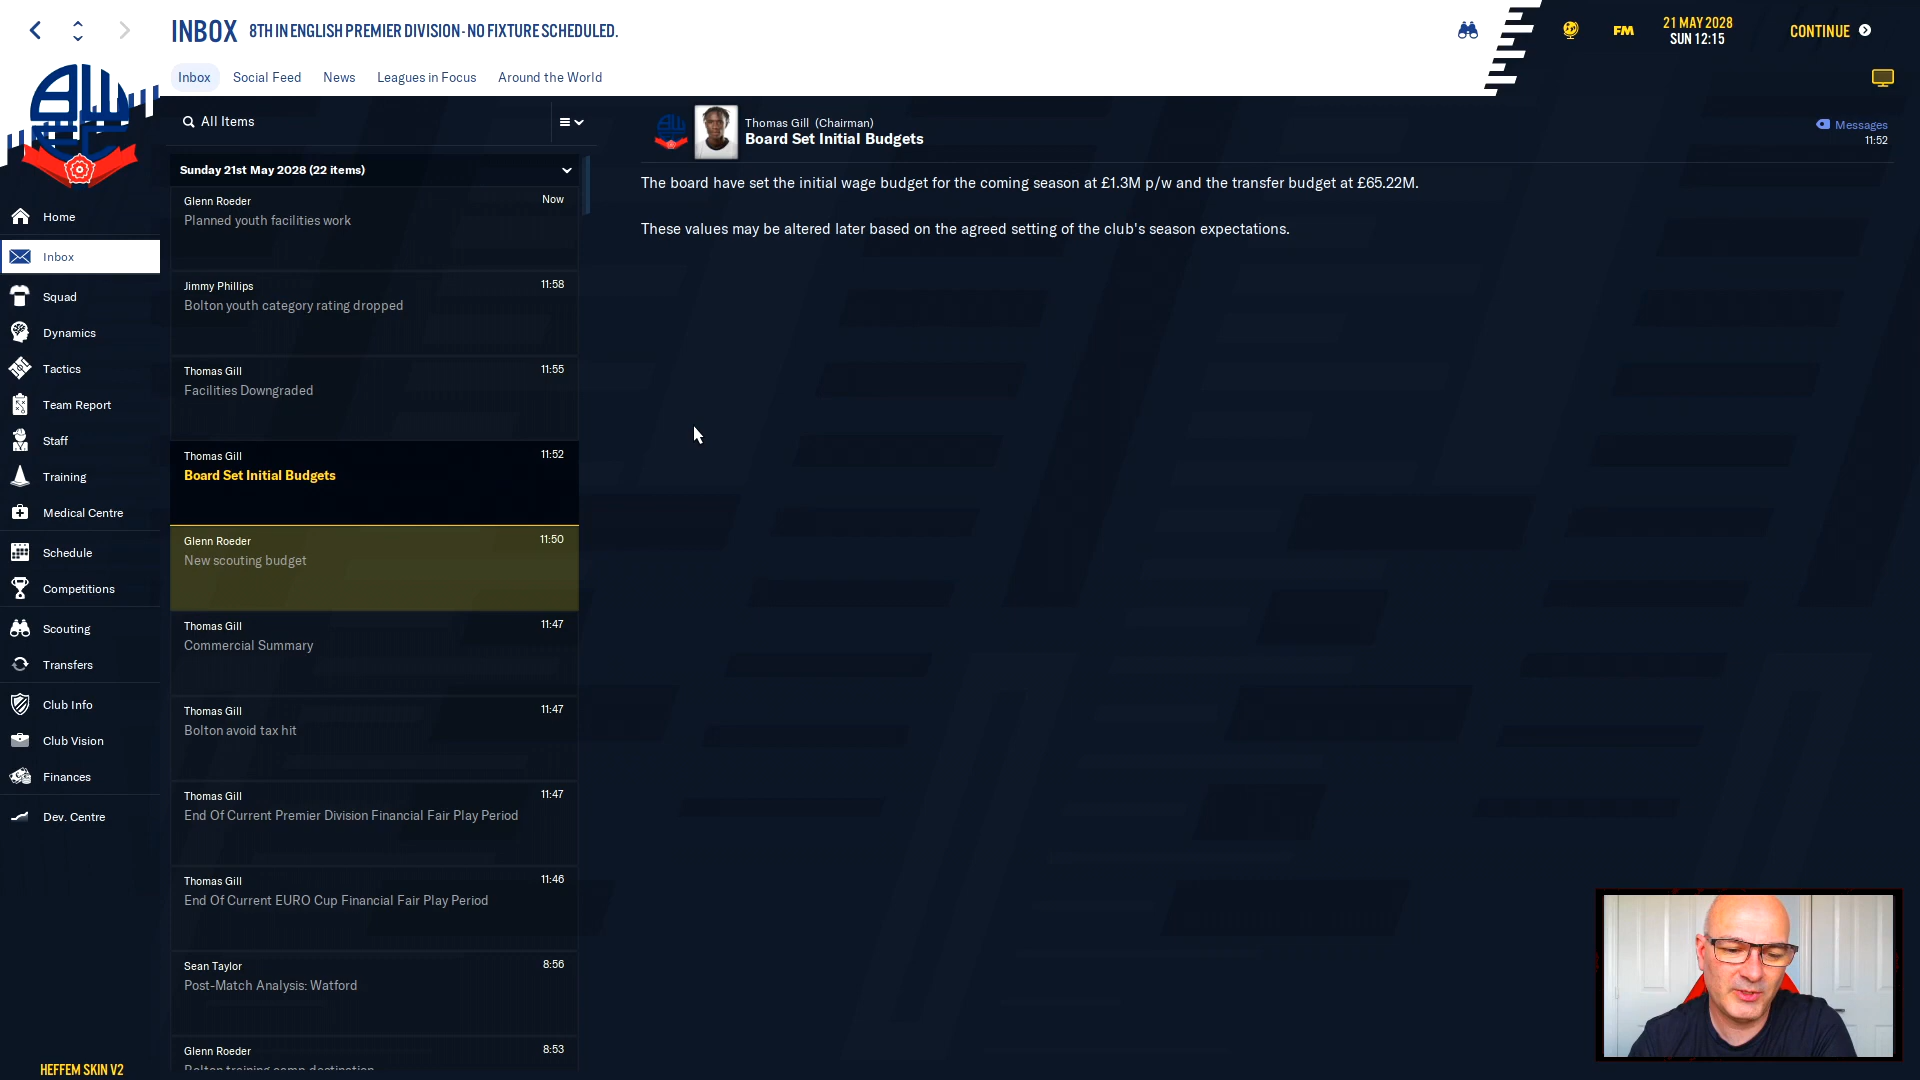 INBOX 8TH IN ENGLISH PREMIER DIVISION - NO FIXTURE SCHEDULED.
FM
21 MAY 2028
SUN 12:15
CONTINUE
Inbox Social Feed News Leagues in Focus Around the World
All Items
Sunday 21st May 2028 (22 items)
Glenn Roeder Now
Planned youth facilities work
Jimmy Phillips 11:58
Bolton youth category rating dropped
Thomas Gill 11:55
Facilities Downgraded
Thomas Gill 11:52
Board Set Initial Budgets
Glenn Roeder 11:50
New scouting budget
Thomas Gill 11:47
Commercial Summary
Thomas Gill 11:47
Bolton avoid tax hit
Thomas Gill 11:47
End Of Current Premier Division Financial Fair Play Period
Thomas Gill 11:46
End Of Current EURO Cup Financial Fair Play Period
Sean Taylor 8:56
Post-Match Analysis: Watford
Glenn Roeder 8:53
Bolton training camp destination
Thomas Gill (Chairman)
Board Set Initial Budgets
Messages
11:52
The board have set the initial wage budget for the coming season at £1.3M p/w and the transfer budget at £65.22M.
These values may be altered later based on the agreed setting of the club's season expectations.
Home
Inbox
Squad
Dynamics
Tactics
Team Report
Staff
Training
Medical Centre
Schedule
Competitions
Scouting
Transfers
Club Info
Club Vision
Finances
Dev. Centre
HEFFEM SKIN V2